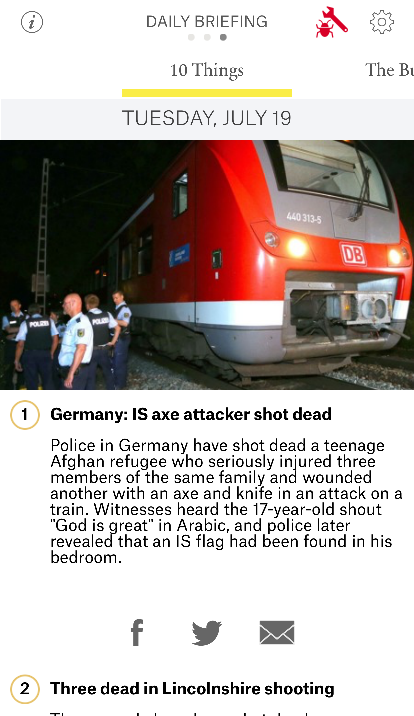 DAILY BRIEFING
10 Things
The Bu
TUESDAY, JULY 19
440 313-5
DB
POLIZEI
POLIZEI
1 Germany: IS axe attacker shot dead
Police in Germany have shot dead a teenage
Afghan refugee who seriously injured three
members of the same family and wounded
another with an axe and knife in an attack on a
train. Witnesses heard the 17-year-old shout
"God is great" in Arabic, and police later
revealed that an IS flag had been found in his
bedroom.
2 Three dead in Lincolnshire shooting